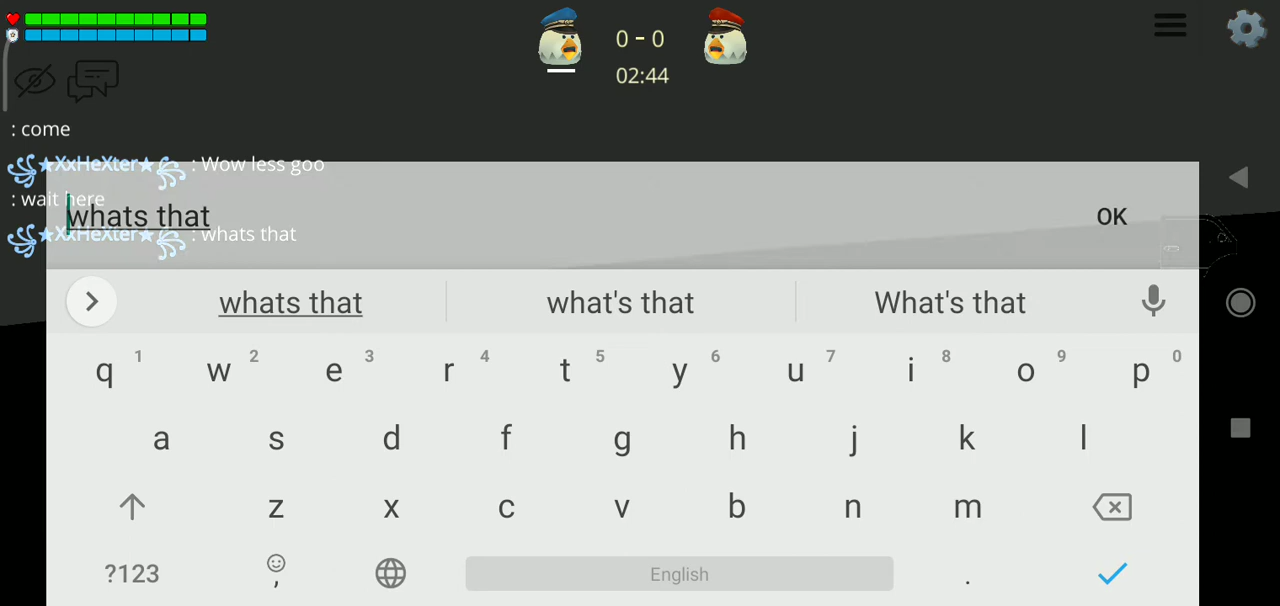 0 - 0
02:44
: come
★XxHeXter★ : Wow less goo
: wait here
whats that
OK
★XxHeXter★ : whats that
whats that
what's that
What's that
q 1 w 2 e 3 r 4 t 5 y 6 u 7 i 8 o 9 p 0
a s d f g h j k l
z x c v b n m
?123 , English .